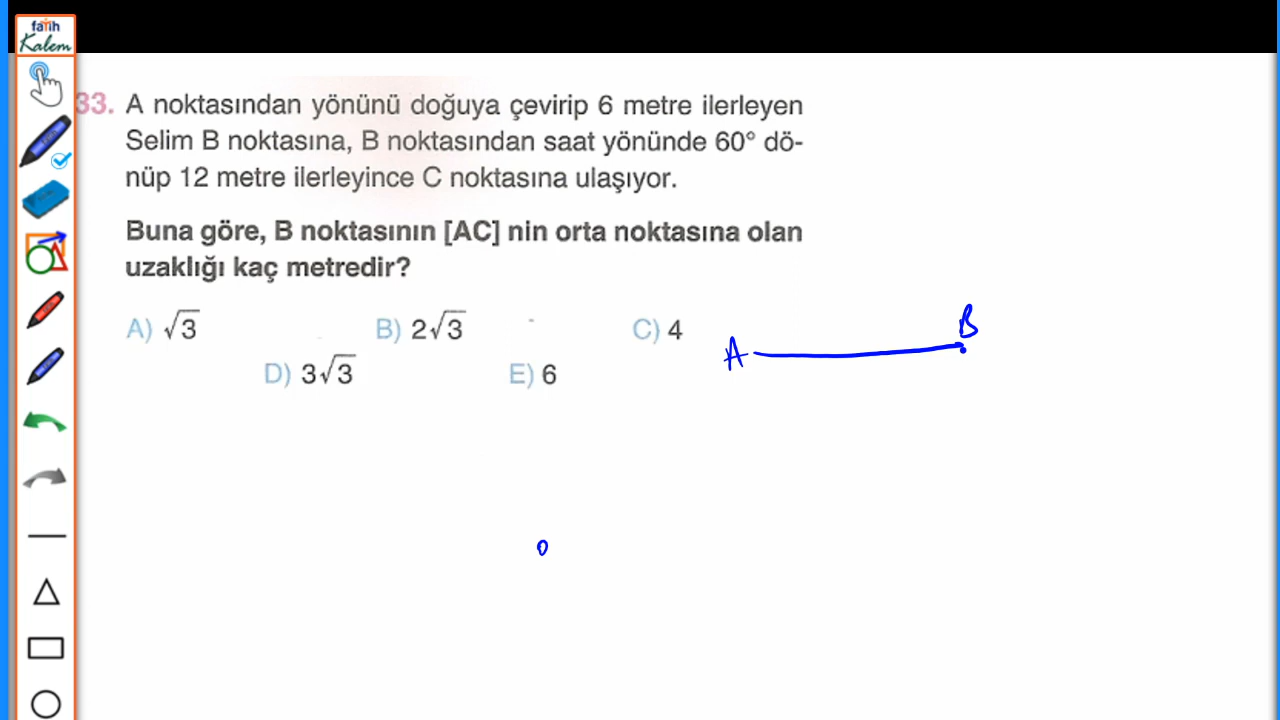 fatih
Kalem
33. A noktasından yönünü doğuya çevirip 6 metre ilerleyen
Selim B noktasına, B noktasından saat yönünde 60° dö-
nüp 12 metre ilerleyince C noktasına ulaşıyor.
Buna göre, B noktasının [AC] nin orta noktasına olan
uzaklığı kaç metredir?
A) √3 B) 2√3 C) 4
D) 3√3 E) 6
A B
0